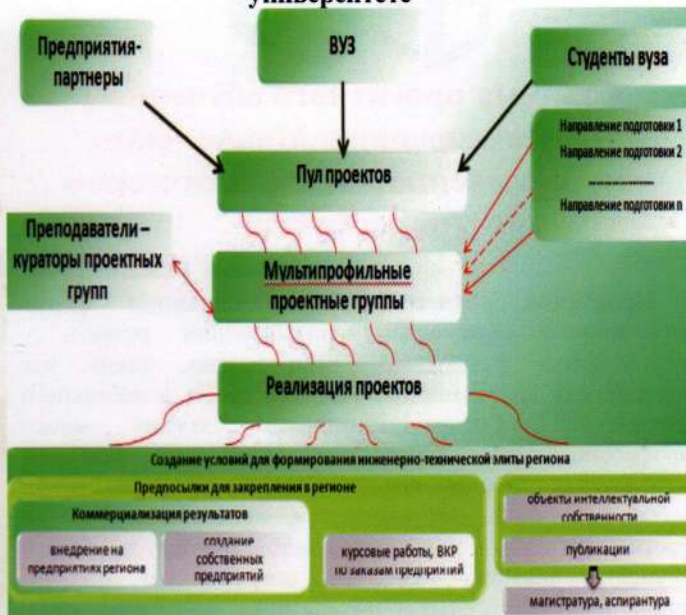 университете
Предприятия-
партнеры
ВУЗ
Студенты вуза
Направление подготовки 1
Направление подготовки 2
....................
Направление подготовки n
Пул проектов
Преподаватели –
кураторы проектных
групп
Мультипрофильные
проектные группы
Реализация проектов
Создание условий для формирования инженерно-технической элиты региона
Предпосылки для закрепления в регионе
Коммерциализация результатов
внедрение на
предприятиях региона
создание
собственных
предприятий
курсовые работы, ВКР
по заказам предприятий
объекты интеллектуальной
собственности
публикации
магистратура, аспирантура